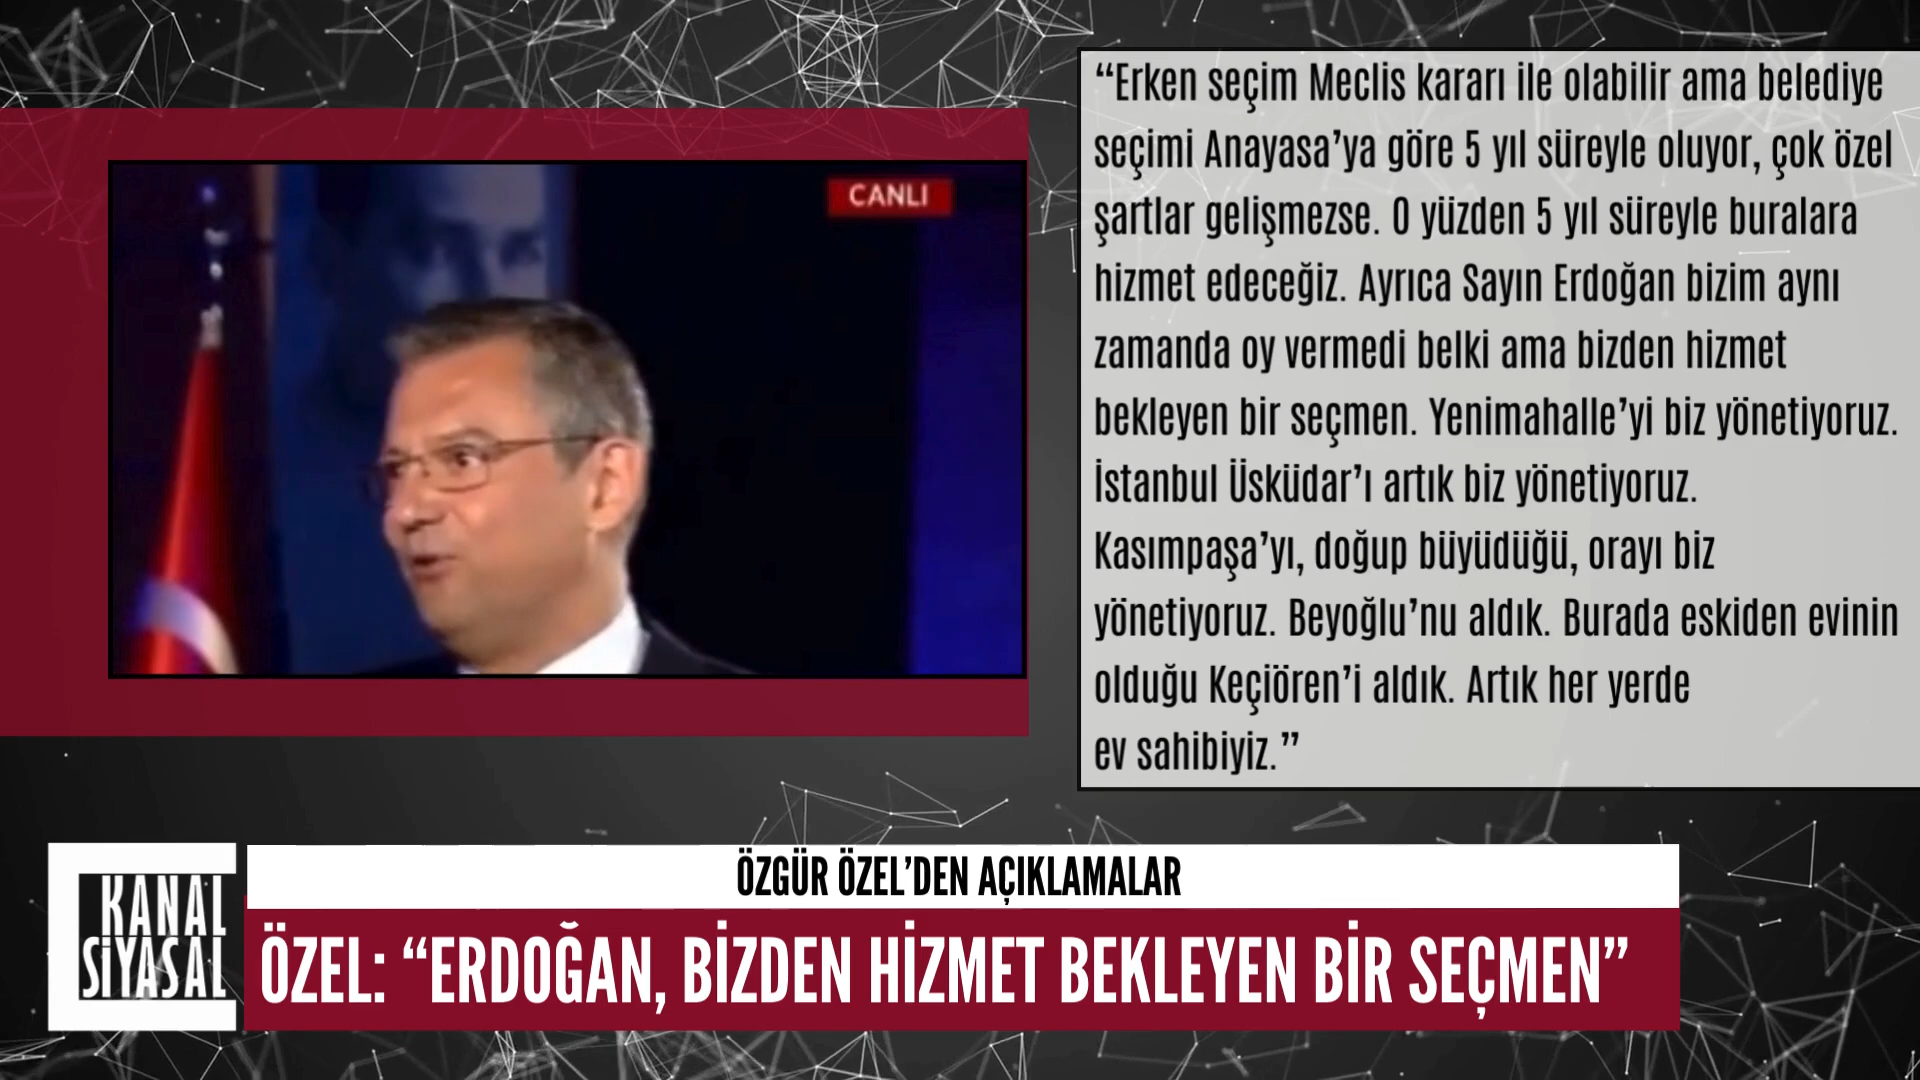 CANLI
“Erken seçim Meclis kararı ile olabilir ama belediye
seçimi Anayasa’ya göre 5 yıl süreyle oluyor, çok özel
şartlar gelişmezse. O yüzden 5 yıl süreyle buralara
hizmet edeceğiz. Ayrıca Sayın Erdoğan bizim aynı
zamanda oy vermedi belki ama bizden hizmet
bekleyen bir seçmen. Yenimahalle’yi biz yönetiyoruz.
İstanbul Üsküdar’ı artık biz yönetiyoruz.
Kasımpaşa’yı, doğup büyüdüğü, orayı biz
yönetiyoruz. Beyoğlu’nu aldık. Burada eskiden evinin
olduğu Keçiören’i aldık. Artık her yerde
ev sahibiyiz.”
ÖZGÜR ÖZEL’DEN AÇIKLAMALAR
KANAL
SİYASAL
ÖZEL: “ERDOĞAN, BİZDEN HİZMET BEKLEYEN BİR SEÇMEN”